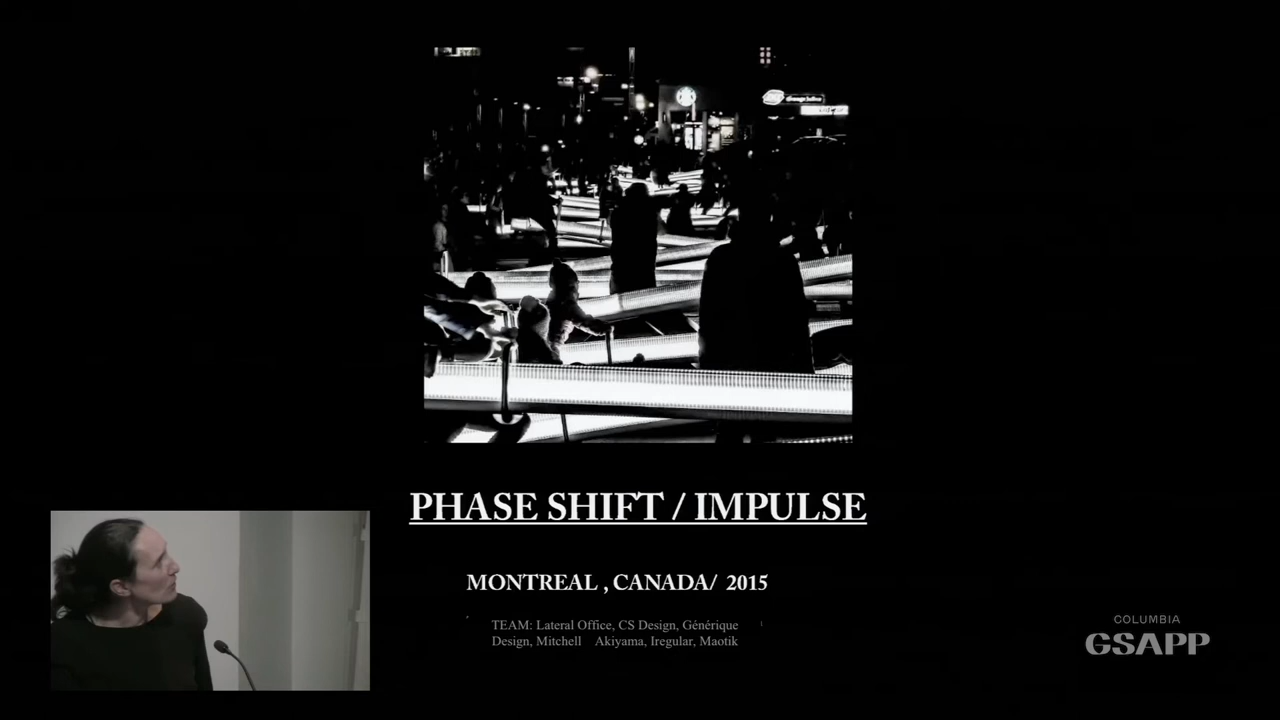 PHASE SHIFT / IMPULSE
MONTREAL , CANADA/ 2015
TEAM: Lateral Office, CS Design, Générique
Design, Mitchell Akiyama, Iregular, Maotik
COLUMBIA
GSAPP